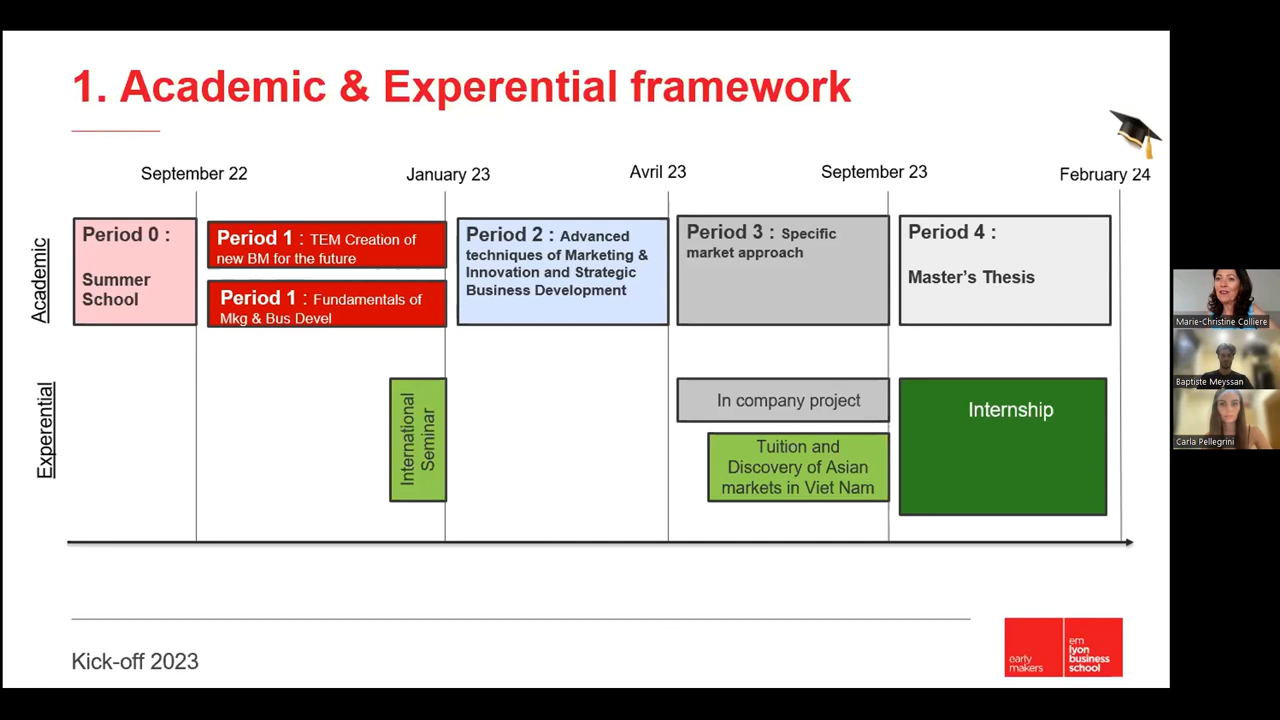 1. Academic & Experential framework
September 22
January 23
Avril 23
September 23
February 24
Academic
Period 0 :
Summer
School
Period 1 : TEM Creation of
new BM for the future
Period 1 : Fundamentals of
Mkg & Bus Devel
Period 2 : Advanced
techniques of Marketing &
Innovation and Strategic
Business Development
Period 3 : Specific
market approach
Period 4 :
Master's Thesis
Experential
International
Seminar
In company project
Tuition and
Discovery of Asian
markets in Viet Nam
Internship
Marie-Christine Colliere
Baptiste Meyssan
Carla Pellegrini
Kick-off 2023
early
makers
em
lyon
business
school